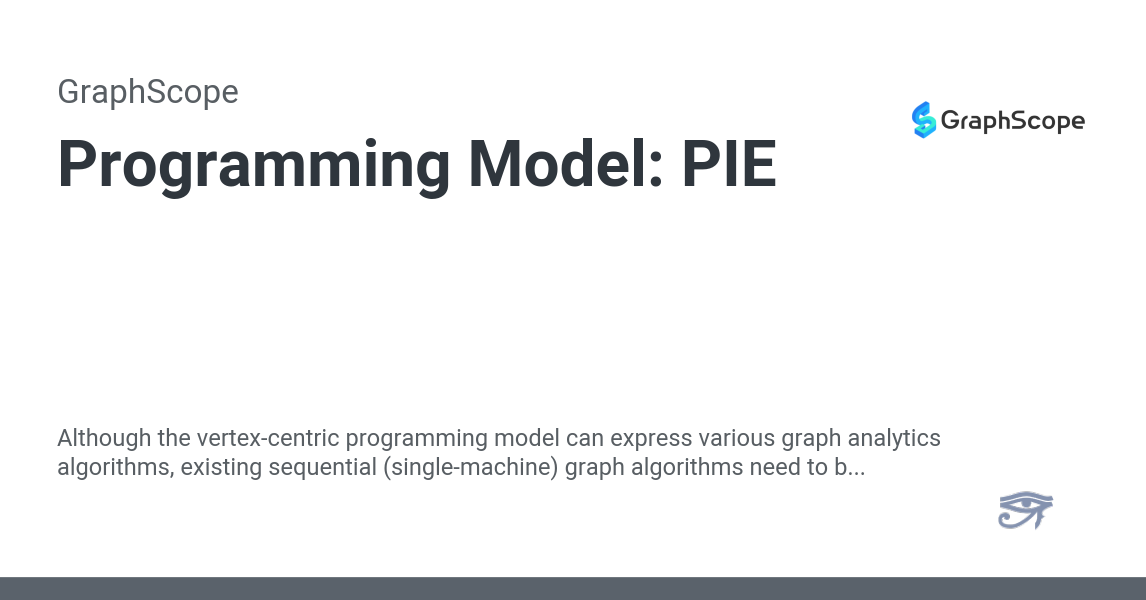 GraphScope
GraphScope
Programming Model: PIE
Although the vertex-centric programming model can express various graph analytics
algorithms, existing sequential (single-machine) graph algorithms need to b...